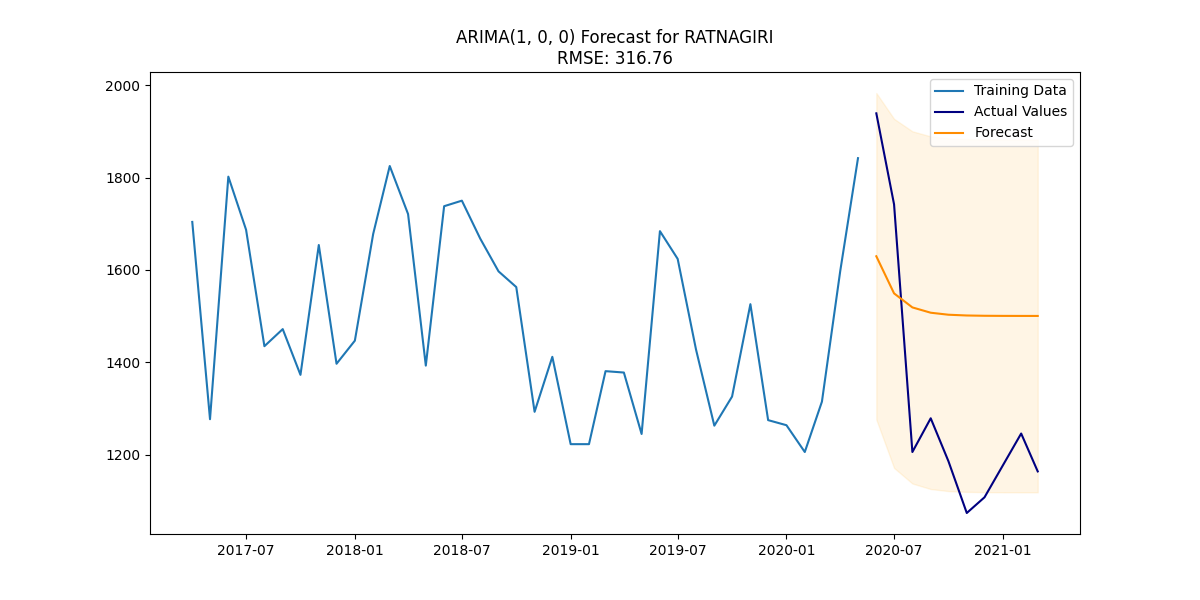 ARIMA(1, 0, 0) Forecast for RATNAGIRI
RMSE: 316.76
Training Data
Actual Values
Forecast
2000
1800
1600
1400
1200
2017-07 2018-01 2018-07 2019-01 2019-07 2020-01 2020-07 2021-01